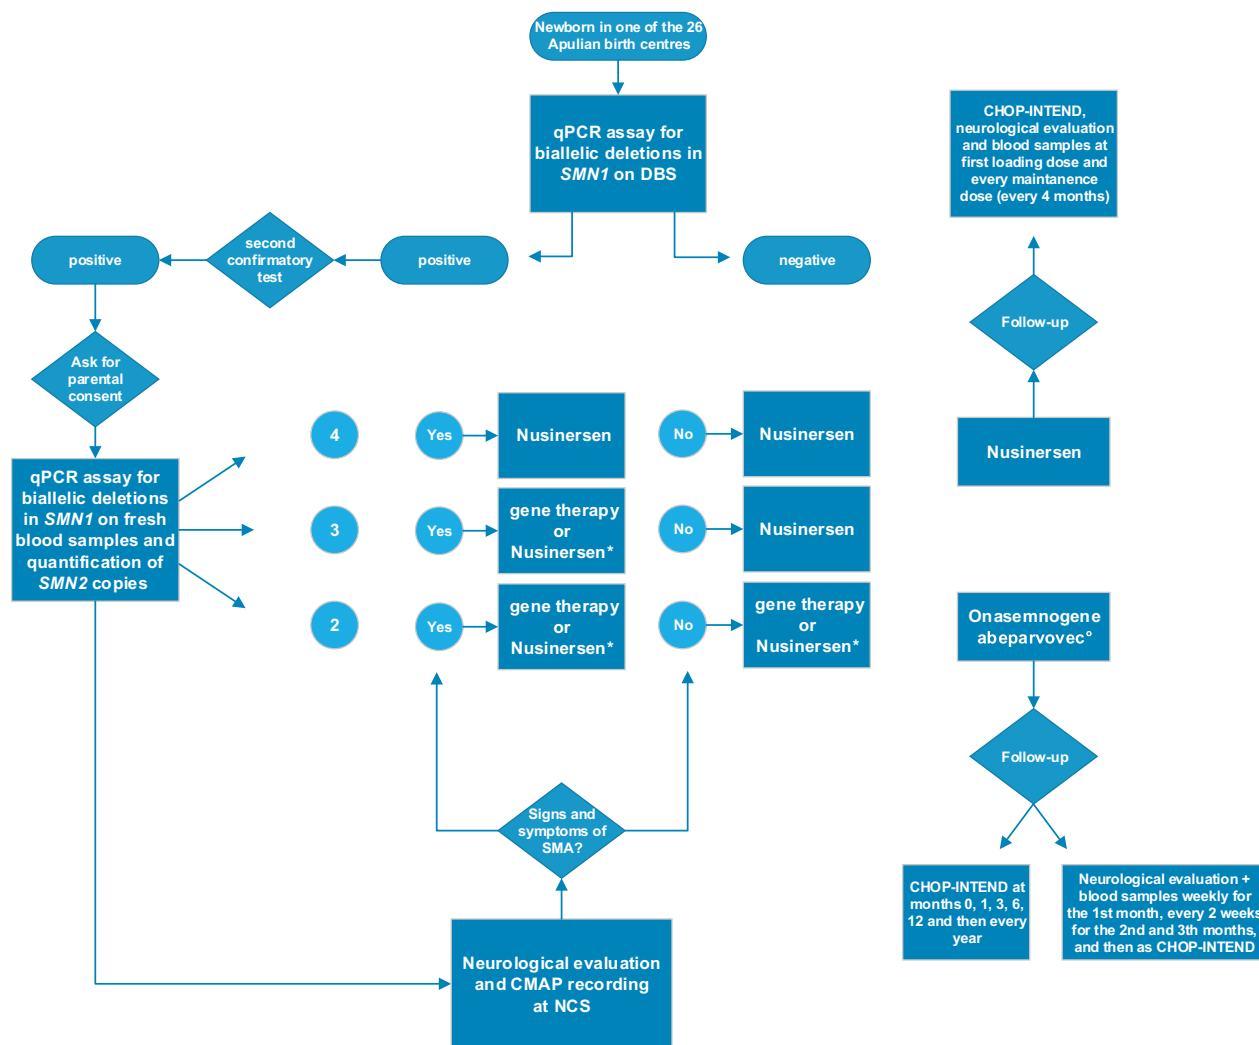 Newborn in one of the 26
Apulian birth centres
qPCR assay for
biallelic deletions in
SMN1 on DBS
positive
second
confirmatory
test
positive
negative
Ask for
parental
consent
qPCR assay for
biallelic deletions
in SMN1 on fresh
blood samples and
quantification of
SMN2 copies
4
Yes
Nusinersen
No
Nusinersen
3
Yes
gene therapy
or
Nusinersen*
No
Nusinersen
2
Yes
gene therapy
or
Nusinersen*
No
gene therapy
or
Nusinersen*
Signs and
symptoms of
SMA?
Neurological evaluation
and CMAP recording
at NCS
CHOP-INTEND,
neurological evaluation
and blood samples at
first loading dose and
every maintanence
dose (every 4 months)
Follow-up
Nusinersen
Onasemnogene
abeparvovec°
Follow-up
CHOP-INTEND at
months 0, 1, 3, 6,
12 and then every
year
Neurological evaluation +
blood samples weekly for
the 1st month, every 2 weeks
for the 2nd and 3th months,
and then as CHOP-INTEND